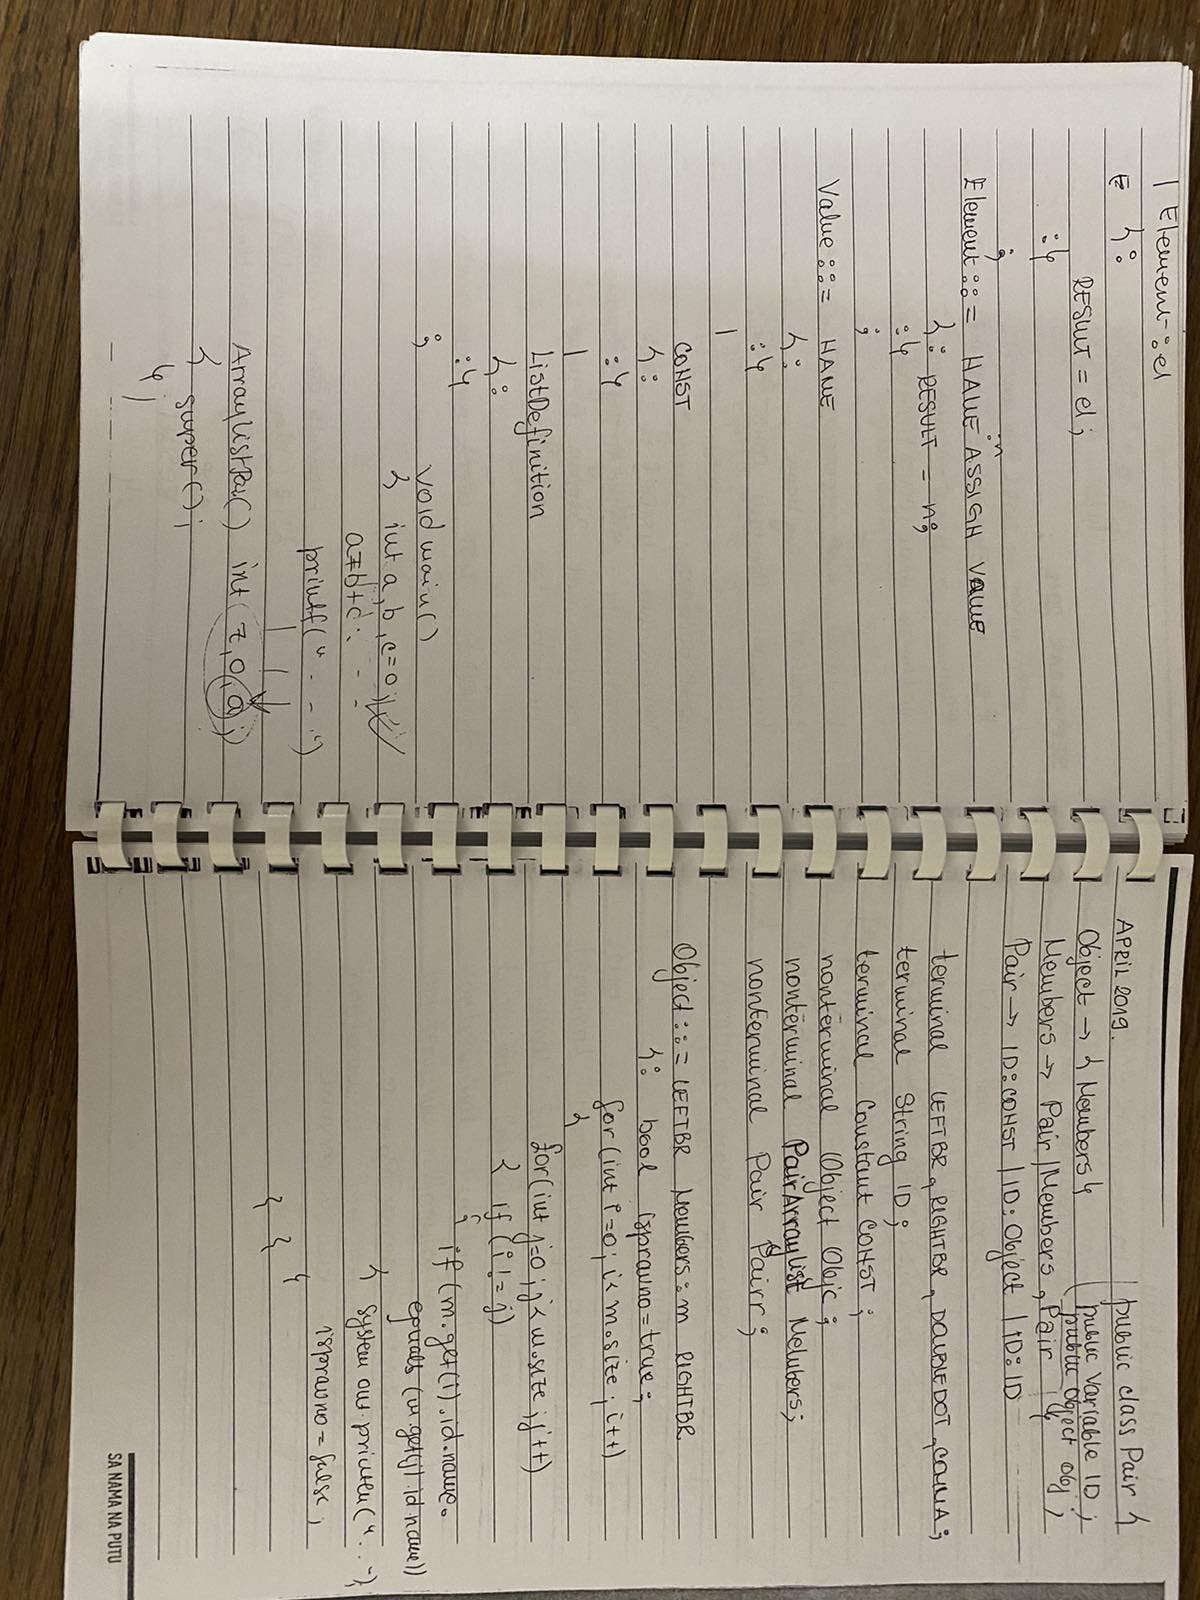 | Element:el
{:
RESULT = el;
:}
;
Element ::= NAME:n ASSIGN VALUE
{: RESULT = n;
:}
;
Value ::= NAME
{:
:}
|
CONST
{:
:}
|
ListDefinition
{:
:}
;
void main()
{ int a, b, c=0;
a=b+c;
printf(" . - - ")
ArrayListPar() int( 7, 0, a, i)
{ super();
}
APRIL 2019.
Object → { Members }
Members → Pair | Members, Pair
Pair → ID:CONST | ID:Object | ID:ID
public class Pair {
public Variable ID;
public Object obj;
}
terminal LEFTBR, RIGHTBR, DOUBLEDOT, COMMA;
terminal String ID;
terminal Constant CONST;
nonterminal Object Objc;
nonterminal PairArrayList Members;
nonterminal Pair Pairr;
Object ::= LEFTBR Members:m RIGHTBR
{: bool ispravno=true;
for(int i=0; i<m.size; i++)
{
for(int j=0; j<m.size; j++)
{ if(i!=j)
{
if(m.get(i).id.name.
equals(m.get(j).id.name))
{ system out.println(" . . ");
ispravno=false;
}
}
}
SA NAMA NA PUTU